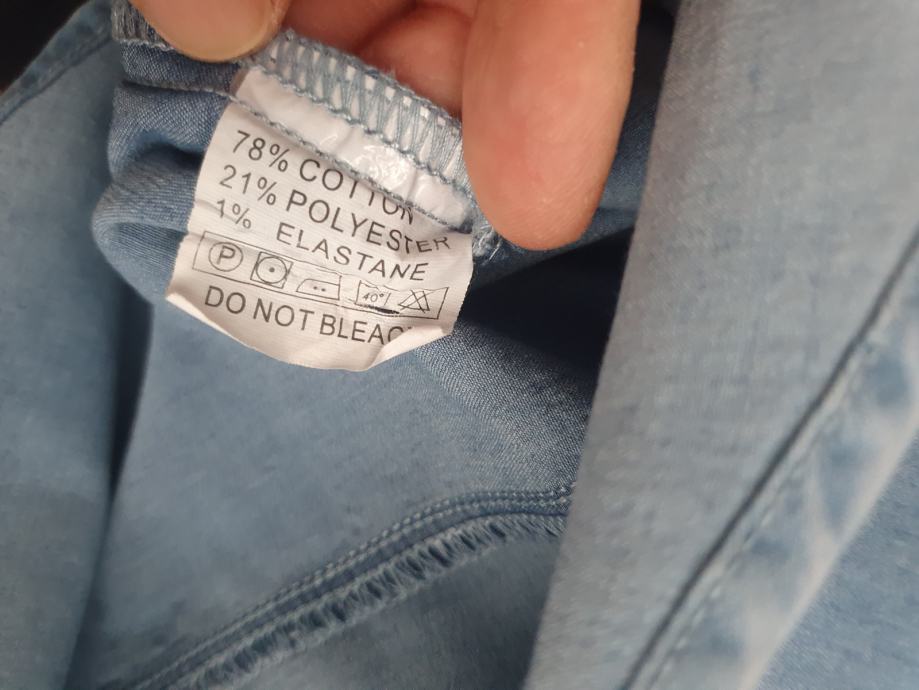 78% COTTON
21% POLYESTER
1% ELASTANE
P 40°
DO NOT BLEAC